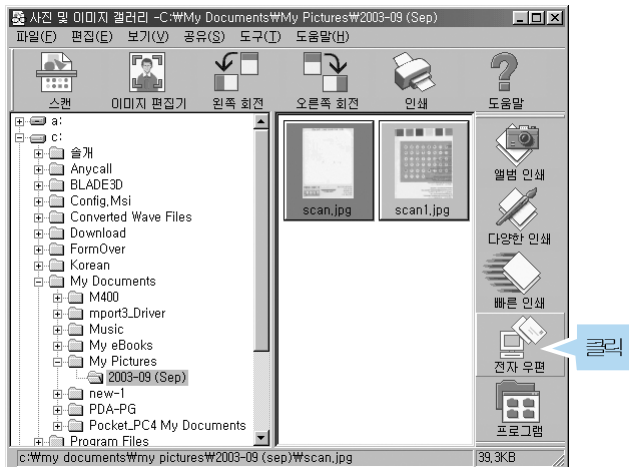 사진 및 이미지 갤러리 -C:₩My Documents₩My Pictures₩2003-09 (Sep)
파일(F) 편집(E) 보기(V) 공유(S) 도구(T) 도움말(H)
스캔 이미지 편집기 왼쪽 회전 오른쪽 회전 인쇄 도움말
a:
c:
솔개
Anycall
BLADE3D
Config.Msi
Converted Wave Files
Download
FormOver
Korean
My Documents
M400
mport3_Driver
Music
My eBooks
My Pictures
2003-09 (Sep)
new-1
PDA-PG
Pocket_PC4 My Documents
Program Files
scan.jpg scan1.jpg
앨범 인쇄
다양한 인쇄
빠른 인쇄
전자 우편
클릭
프로그램
c:₩my documents₩my pictures₩2003-09 (sep)₩scan.jpg 39,3KB